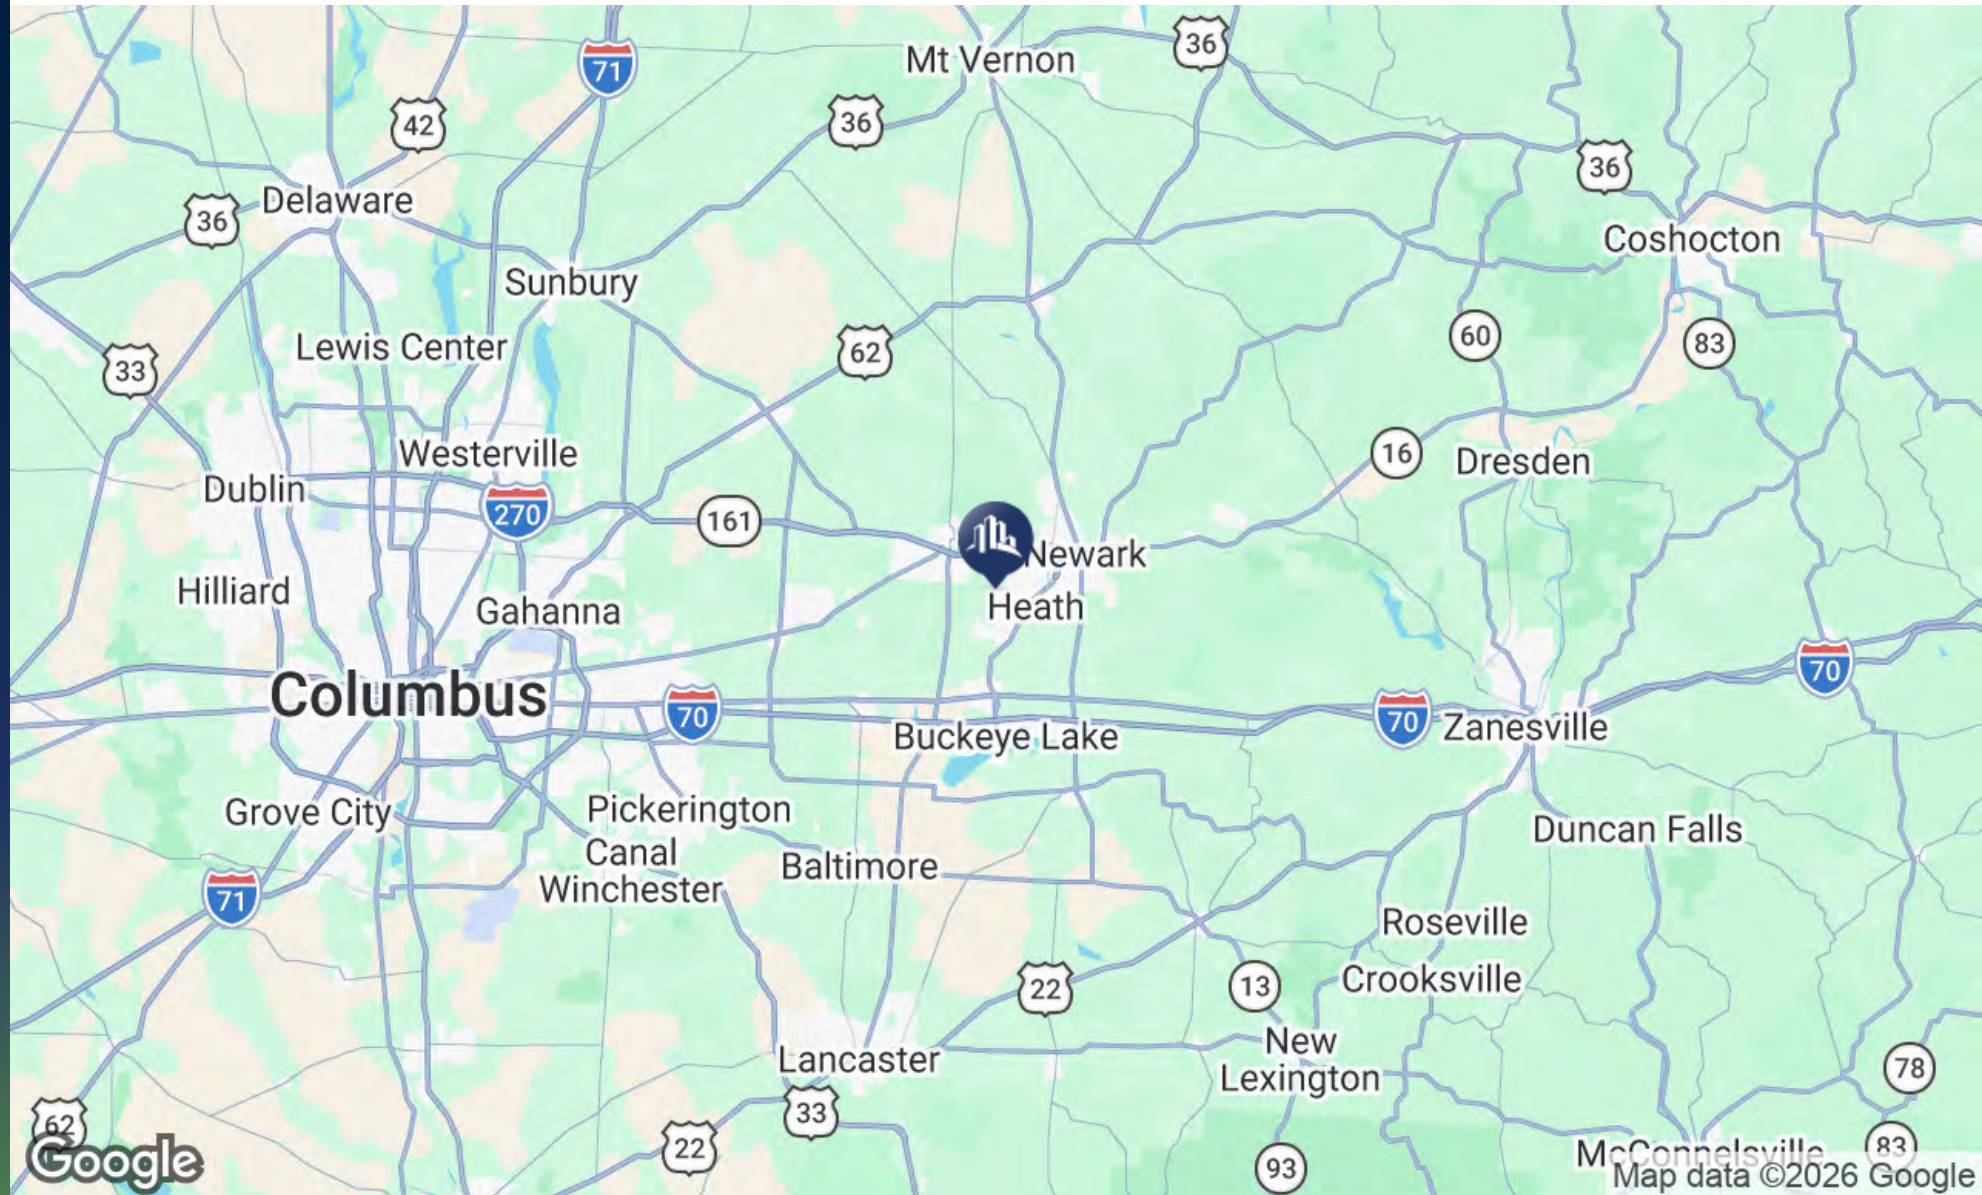 Mt Vernon
36
71
36
42
36
Delaware
36
Coshocton
Sunbury
60
83
Lewis Center
62
33
Westerville
16
Dresden
Dublin
270
161
Newark
Hilliard
Heath
Gahanna
70
Columbus
70
70
Zanesville
Buckeye Lake
Grove City
Pickerington
Duncan Falls
Canal
Winchester
Baltimore
71
Roseville
Crooksville
22
13
New
Lexington
Lancaster
78
33
62
22
83
McConnelsville
93
Google
Map data ©2026 Google